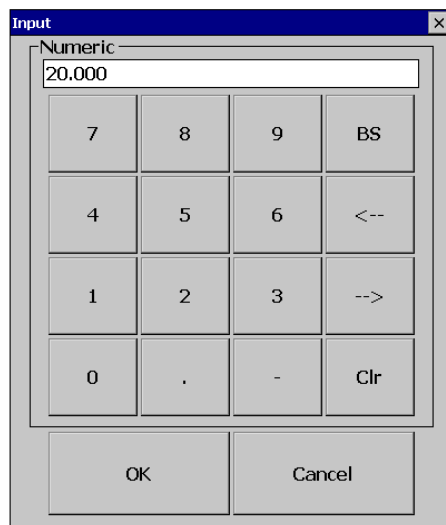 Input ×
Numeric
20.000
7 8 9 BS
4 5 6 <--
1 2 3 -->
0 . - Clr
OK Cancel